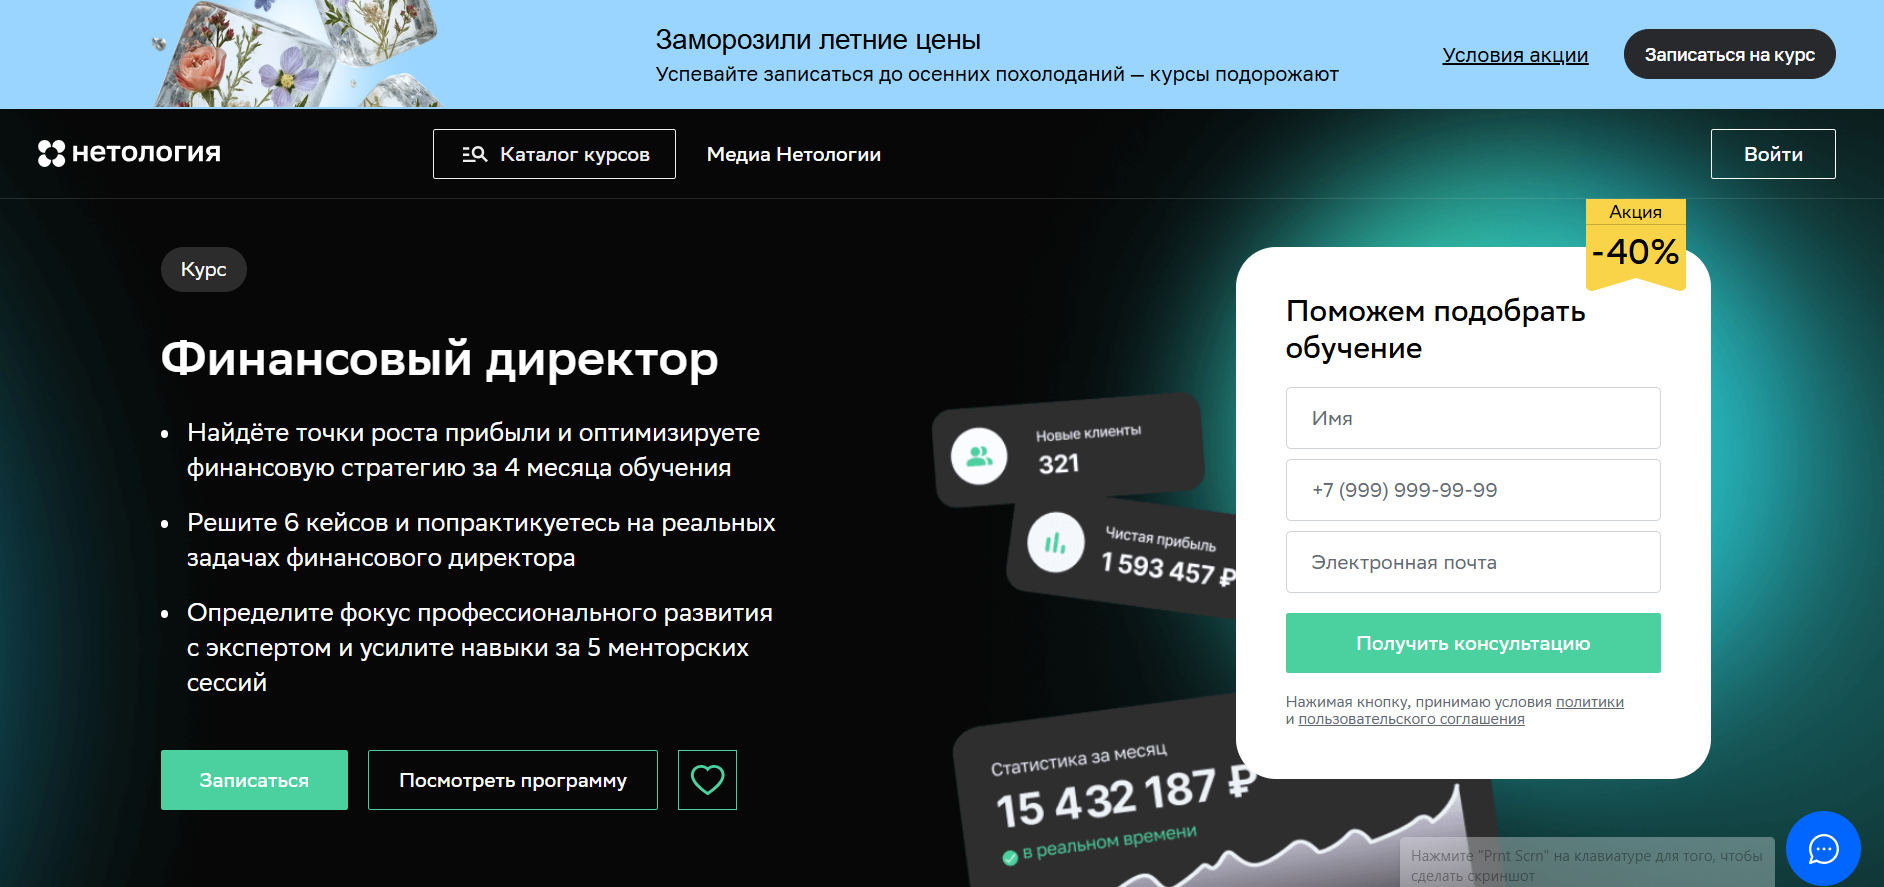 Заморозили летние цены
Успевайте записаться до осенних похолоданий — курсы подорожают
Условия акции
Записаться на курс
нетология
Каталог курсов
Медиа Нетологии
Войти
Акция
-40%
Курс
Финансовый директор
• Найдёте точки роста прибыли и оптимизируете
финансовую стратегию за 4 месяца обучения
• Решите 6 кейсов и попрактикуетесь на реальных
задачах финансового директора
• Определите фокус профессионального развития
с экспертом и усилите навыки за 5 менторских
сессий
Записаться
Посмотреть программу
Новые клиенты
321
Чистая прибыль
1 593 457 ₽
Статистика за месяц
15 432 187 ₽
в реальном времени
Поможем подобрать
обучение
Имя
+7 (999) 999-99-99
Электронная почта
Получить консультацию
Нажимая кнопку, принимаю условия политики
и пользовательского соглашения
Нажмите "Prnt Scrn" на клавиатуре для того, чтобы
сделать скриншот